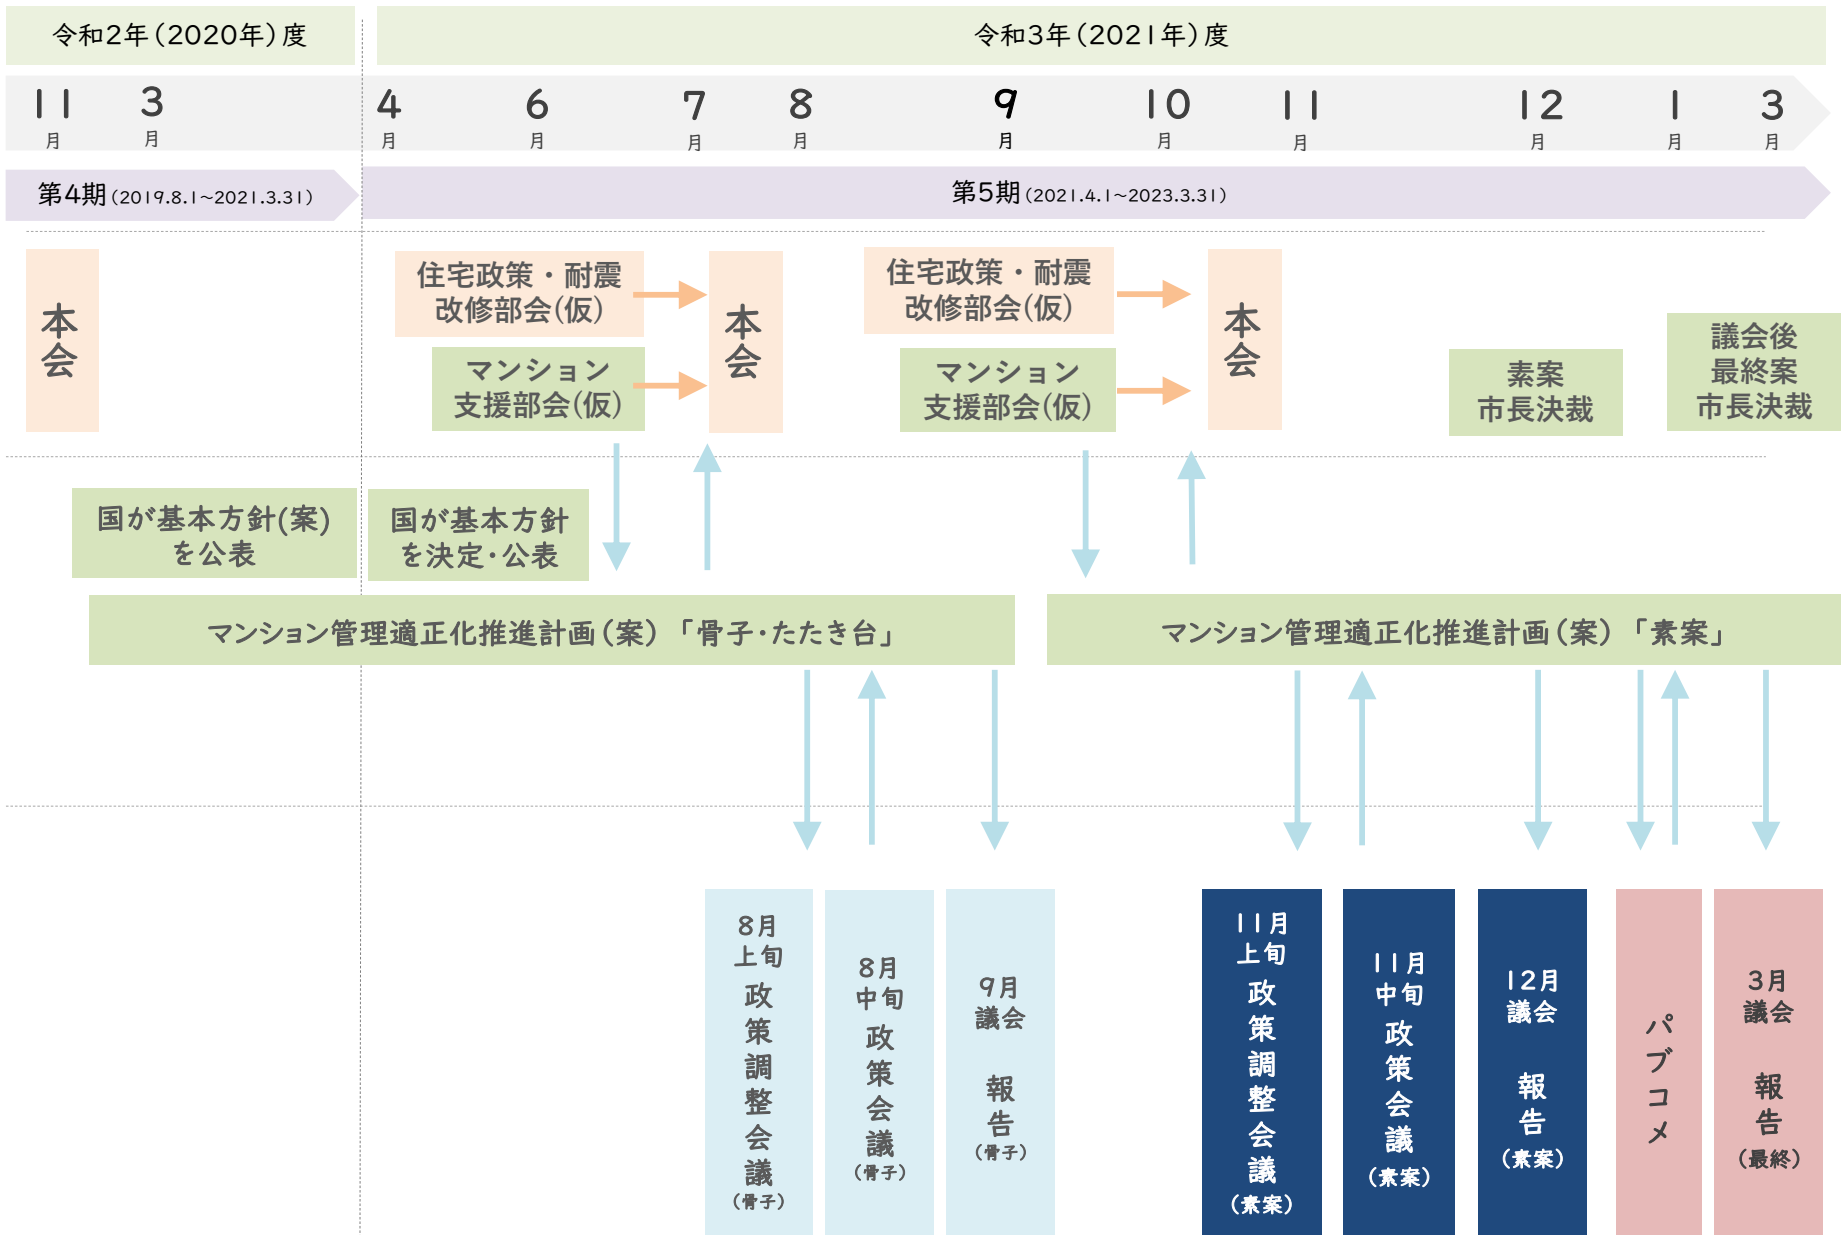 令和2年（2020年）度
令和3年（2021年）度
11
月
3
月
4
月
6
月
7
月
8
月
9
月
10
月
11
月
12
月
1
月
3
月
第4期(2019.8.1～2021.3.31)
第5期(2021.4.1～2023.3.31)
本会
住宅政策・耐震
改修部会(仮)
マンション
支援部会(仮)
本会
住宅政策・耐震
改修部会(仮)
マンション
支援部会(仮)
本会
素案
市長決裁
議会後
最終案
市長決裁
国が基本方針(案)
を公表
国が基本方針
を決定・公表
マンション管理適正化推進計画（案）「骨子・たたき台」
マンション管理適正化推進計画（案）「素案」
8月
上旬
政策調整会議
（骨子）
8月
中旬
政策会議
（骨子）
9月
議会
報告
（骨子）
11月
上旬
政策調整会議
（素案）
11月
中旬
政策会議
（素案）
12月
議会
報告
（素案）
パブコメ
3月
議会
報告
（最終）